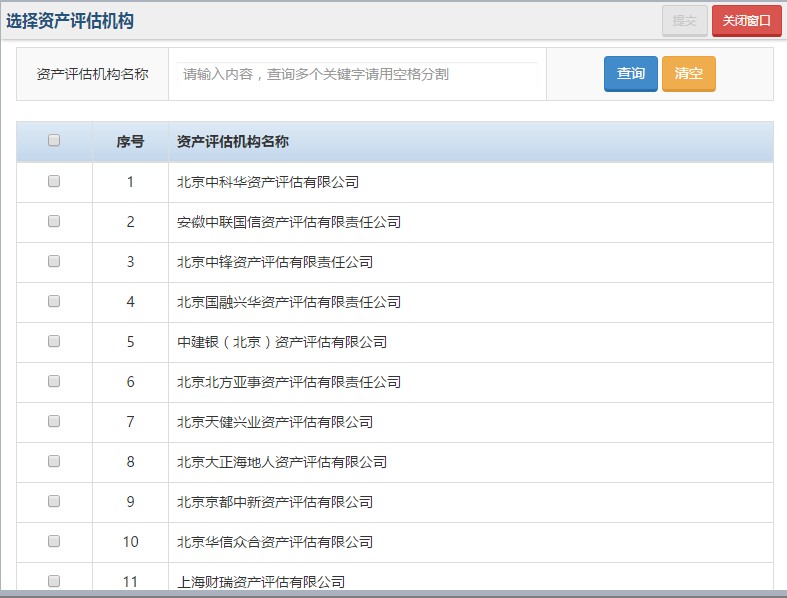 选择资产评估机构 提交 关闭窗口
资产评估机构名称 请输入内容，查询多个关键字请用空格分割 查询 清空
序号 资产评估机构名称
1 北京中科华资产评估有限公司
2 安徽中联国信资产评估有限责任公司
3 北京中锋资产评估有限责任公司
4 北京国融兴华资产评估有限责任公司
5 中建银（北京）资产评估有限公司
6 北京北方亚事资产评估有限责任公司
7 北京天健兴业资产评估有限公司
8 北京大正海地人资产评估有限公司
9 北京京都中新资产评估有限公司
10 北京华信众合资产评估有限公司
11 上海财瑞资产评估有限公司